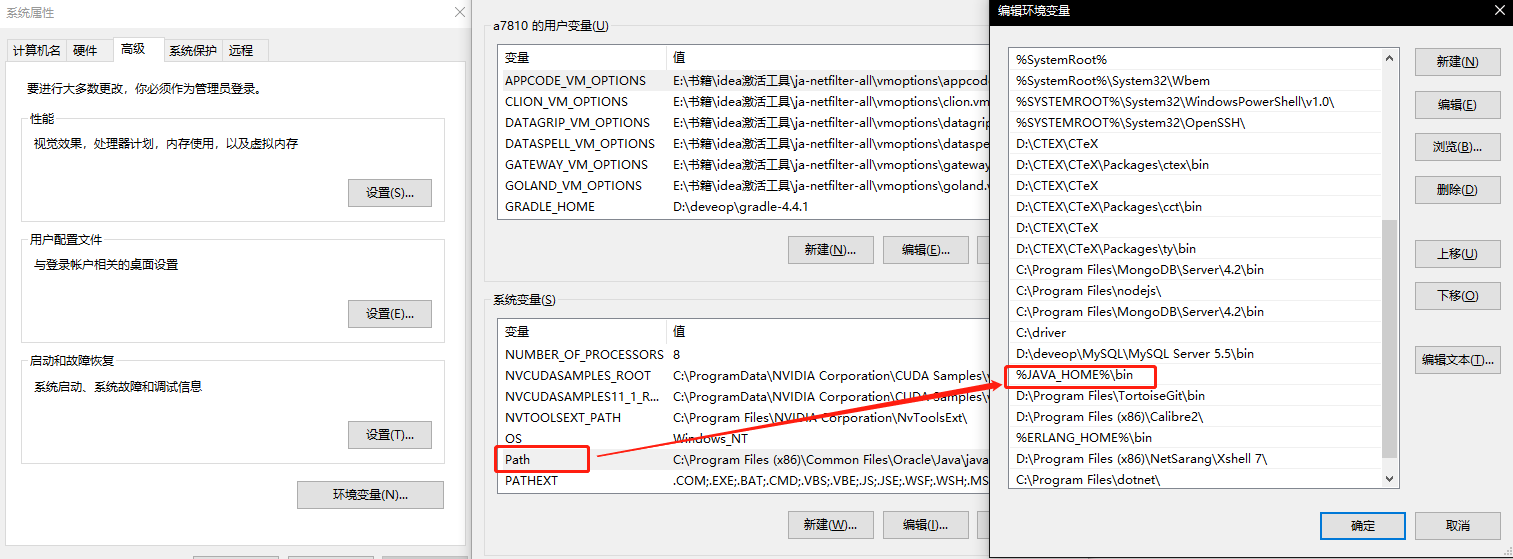 系统属性
计算机名
硬件
高级
系统保护
远程
要进行大多数更改，你必须作为管理员登录。
性能
视觉效果，处理器计划，内存使用，以及虚拟内存
设置(S)...
用户配置文件
与登录帐户相关的桌面设置
设置(E)...
启动和故障恢复
系统启动、系统故障和调试信息
设置(T)...
环境变量(N)...
a7810 的用户变量(U)
变量 值
APPCODE_VM_OPTIONS E:\书籍\idea激活工具\ja-netfilter-all\vmoptions\appcode
CLION_VM_OPTIONS E:\书籍\idea激活工具\ja-netfilter-all\vmoptions\clion.vm
DATAGRIP_VM_OPTIONS E:\书籍\idea激活工具\ja-netfilter-all\vmoptions\datagrip
DATASPELL_VM_OPTIONS E:\书籍\idea激活工具\ja-netfilter-all\vmoptions\dataspe
GATEWAY_VM_OPTIONS E:\书籍\idea激活工具\ja-netfilter-all\vmoptions\gateway
GOLAND_VM_OPTIONS E:\书籍\idea激活工具\ja-netfilter-all\vmoptions\goland.v
GRADLE_HOME D:\deveop\gradle-4.4.1
新建(N)...
编辑(E)...
系统变量(S)
变量 值
NUMBER_OF_PROCESSORS 8
NVCUDASAMPLES_ROOT C:\ProgramData\NVIDIA Corporation\CUDA Samples\v
NVCUDASAMPLES11_1_R... C:\ProgramData\NVIDIA Corporation\CUDA Samples\v
NVTOOLSEXT_PATH C:\Program Files\NVIDIA Corporation\NvToolsExt\
OS Windows_NT
Path C:\Program Files (x86)\Common Files\Oracle\Java\java
PATHEXT .COM;.EXE;.BAT;.CMD;.VBS;.VBE;.JS;.JSE;.WSF;.WSH;.MS
新建(W)...
编辑(I)...
编辑环境变量
%SystemRoot%
%SystemRoot%\System32\Wbem
%SYSTEMROOT%\System32\WindowsPowerShell\v1.0\
%SYSTEMROOT%\System32\OpenSSH\
D:\CTEX\CTeX
D:\CTEX\CTeX\Packages\ctex\bin
D:\CTEX\CTeX
D:\CTEX\CTeX\Packages\cct\bin
D:\CTEX\CTeX
D:\CTEX\CTeX\Packages\ty\bin
C:\Program Files\MongoDB\Server\4.2\bin
C:\Program Files\nodejs\
C:\Program Files\MongoDB\Server\4.2\bin
C:\driver
D:\deveop\MySQL\MySQL Server 5.5\bin
%JAVA_HOME%\bin
D:\Program Files\TortoiseGit\bin
D:\Program Files (x86)\Calibre2\
%ERLANG_HOME%\bin
D:\Program Files (x86)\NetSarang\Xshell 7\
C:\Program Files\dotnet\
新建(N)
编辑(E)
浏览(B)...
删除(D)
上移(U)
下移(O)
编辑文本(T)...
确定
取消